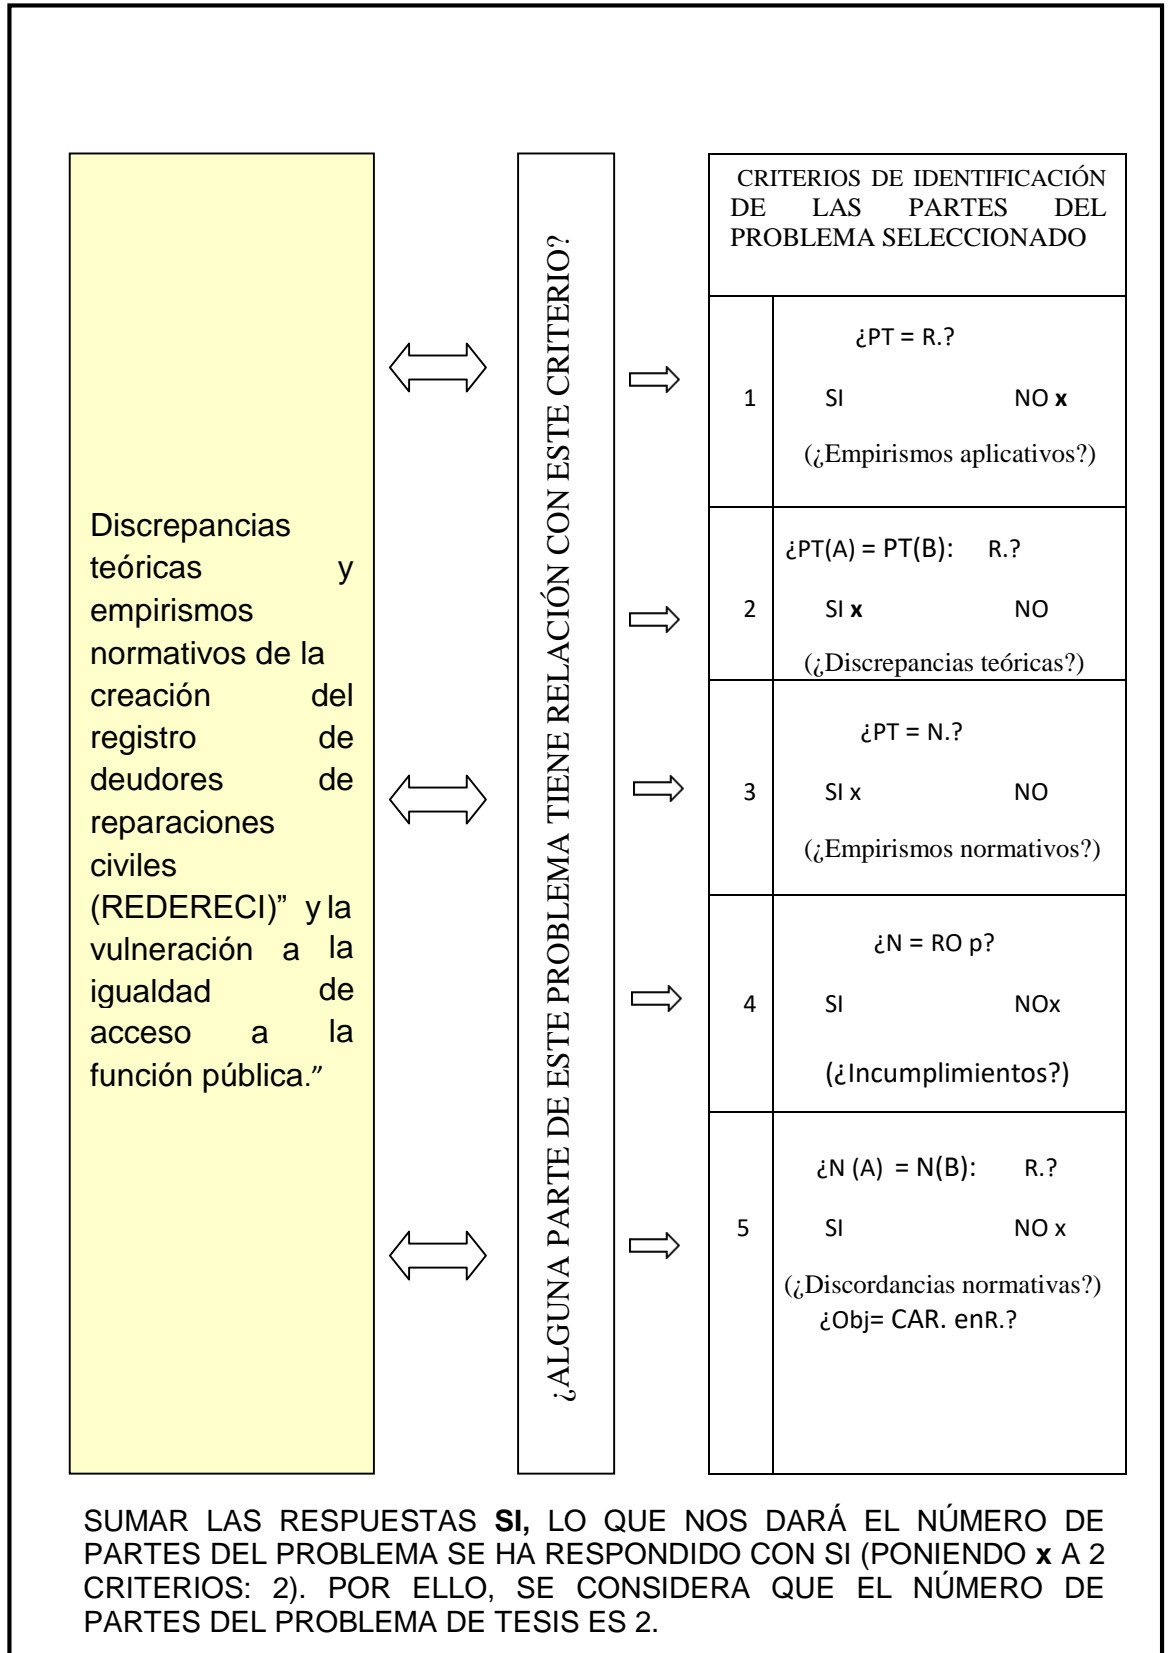 Discrepancias
teóricas y
empirismos
normativos de la
creación del
registro de
deudores de
reparaciones
civiles
(REDERECI)” y la
vulneración a la
igualdad de
acceso a la
función pública.”
¿ALGUNA PARTE DE ESTE PROBLEMA TIENE RELACIÓN CON ESTE CRITERIO?
CRITERIOS DE IDENTIFICACIÓN
DE LAS PARTES DEL
PROBLEMA SELECCIONADO
¿PT = R.?
1 SI NO x
(¿Empirismos aplicativos?)
¿PT(A) = PT(B): R.?
2 SI x NO
(¿Discrepancias teóricas?)
¿PT = N.?
3 SI x NO
(¿Empirismos normativos?)
¿N = RO p?
4 SI NOx
(¿Incumplimientos?)
¿N (A) = N(B): R.?
5 SI NO x
(¿Discordancias normativas?)
¿Obj= CAR. enR.?
SUMAR LAS RESPUESTAS SI, LO QUE NOS DARÁ EL NÚMERO DE
PARTES DEL PROBLEMA SE HA RESPONDIDO CON SI (PONIENDO x A 2
CRITERIOS: 2). POR ELLO, SE CONSIDERA QUE EL NÚMERO DE
PARTES DEL PROBLEMA DE TESIS ES 2.